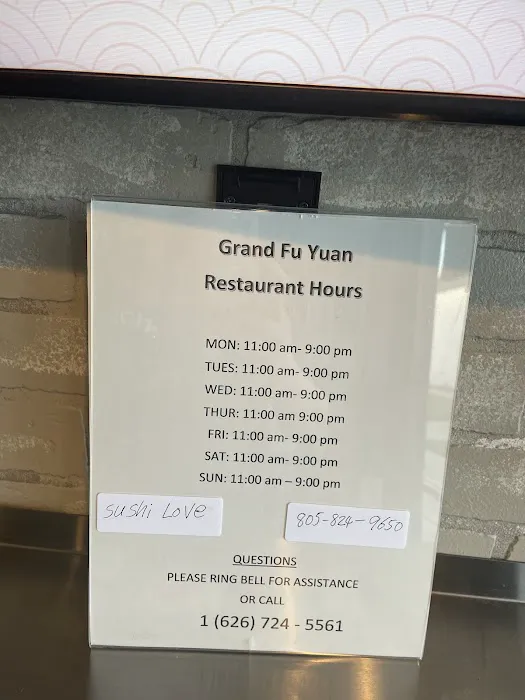 Grand Fu Yuan
Restaurant Hours
MON: 11:00 am- 9:00 pm
TUES: 11:00 am- 9:00 pm
WED: 11:00 am- 9:00 pm
THUR: 11:00 am 9:00 pm
FRI: 11:00 am- 9:00 pm
SAT: 11:00 am- 9:00 pm
SUN: 11:00 am – 9:00 pm
sushi Love
805-824-9650
QUESTIONS
PLEASE RING BELL FOR ASSISTANCE
OR CALL
1 (626) 724 - 5561